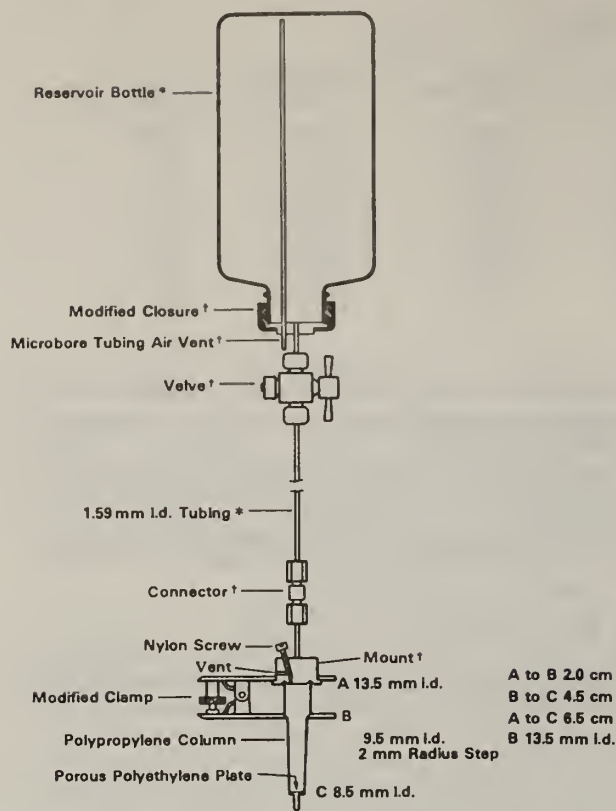 Reservoir Bottle*
Modified Closure†
Microbore Tubing Air Vent†
Valve†
1.59 mm I.d. Tubing *
Connector †
Nylon Screw
Vent
Mount†
A 13.5 mm I.d.
Modified Clamp
B
Polypropylene Column
9.5 mm I.d.
2 mm Radius Step
Porous Polyethylene Plate
C 8.5 mm I.d.
A to B 2.0 cm
B to C 4.5 cm
A to C 6.5 cm
B 13.5 mm I.d.